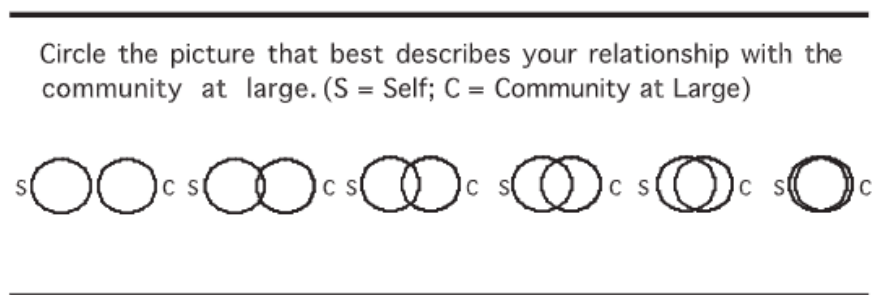 Circle the picture that best describes your relationship with the
community at large. (S = Self; C = Community at Large)
S C S C S C S C S C S C